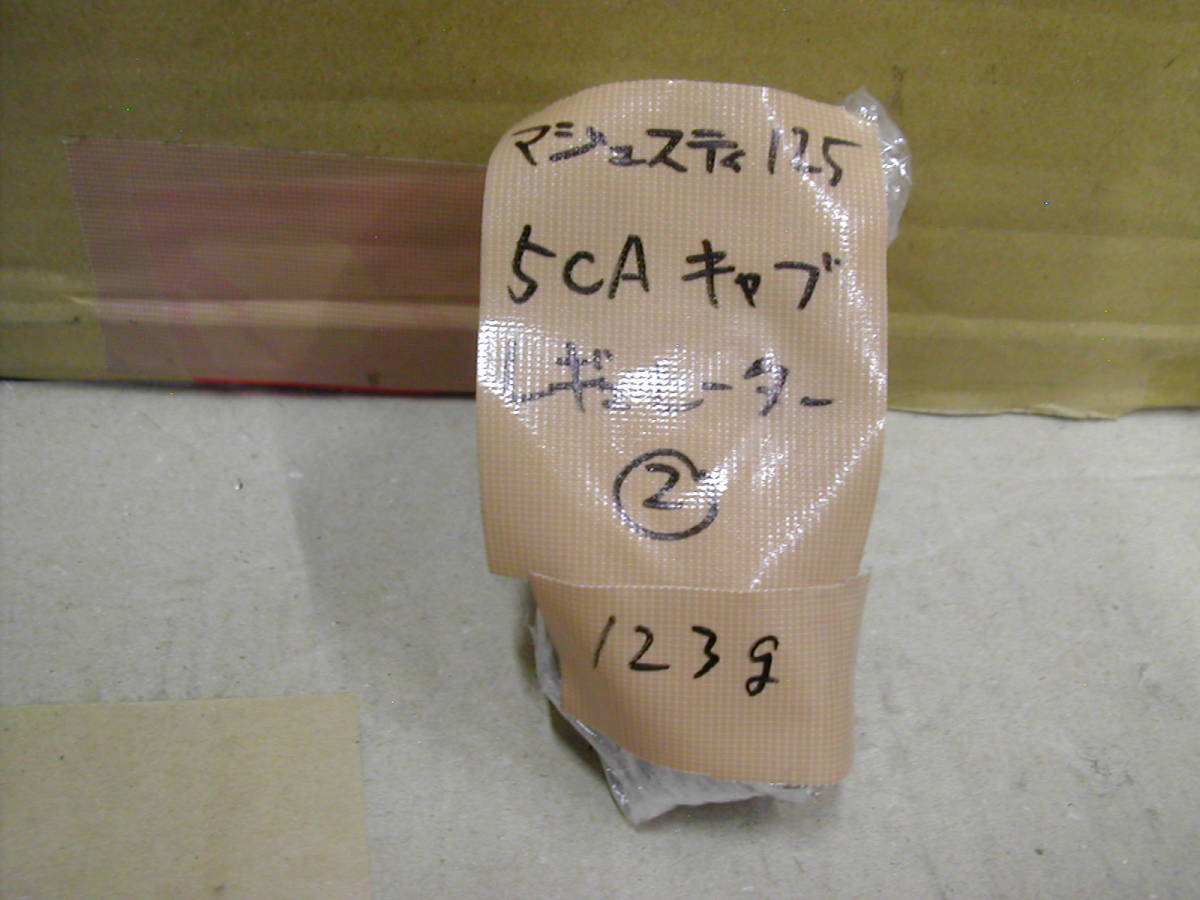 マジェスティ125
5CA キャブ
レギュレーター
②
123g